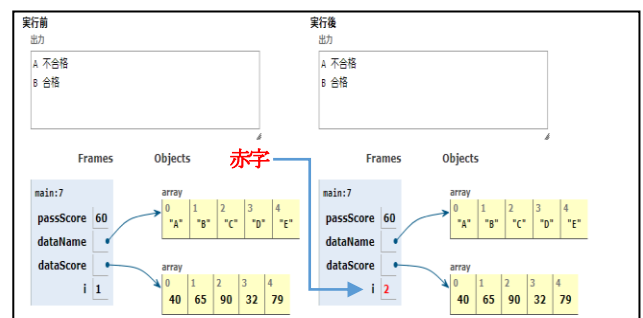 実行前
出力
A 不合格
B 合格
Frames Objects
main:7
passScore 60
dataName
dataScore
i 1
array
0 1 2 3 4
"A" "B" "C" "D" "E"
array
0 1 2 3 4
40 65 90 32 79
赤字
実行後
出力
A 不合格
B 合格
Frames Objects
main:7
passScore 60
dataName
dataScore
i 2
array
0 1 2 3 4
"A" "B" "C" "D" "E"
array
0 1 2 3 4
40 65 90 32 79